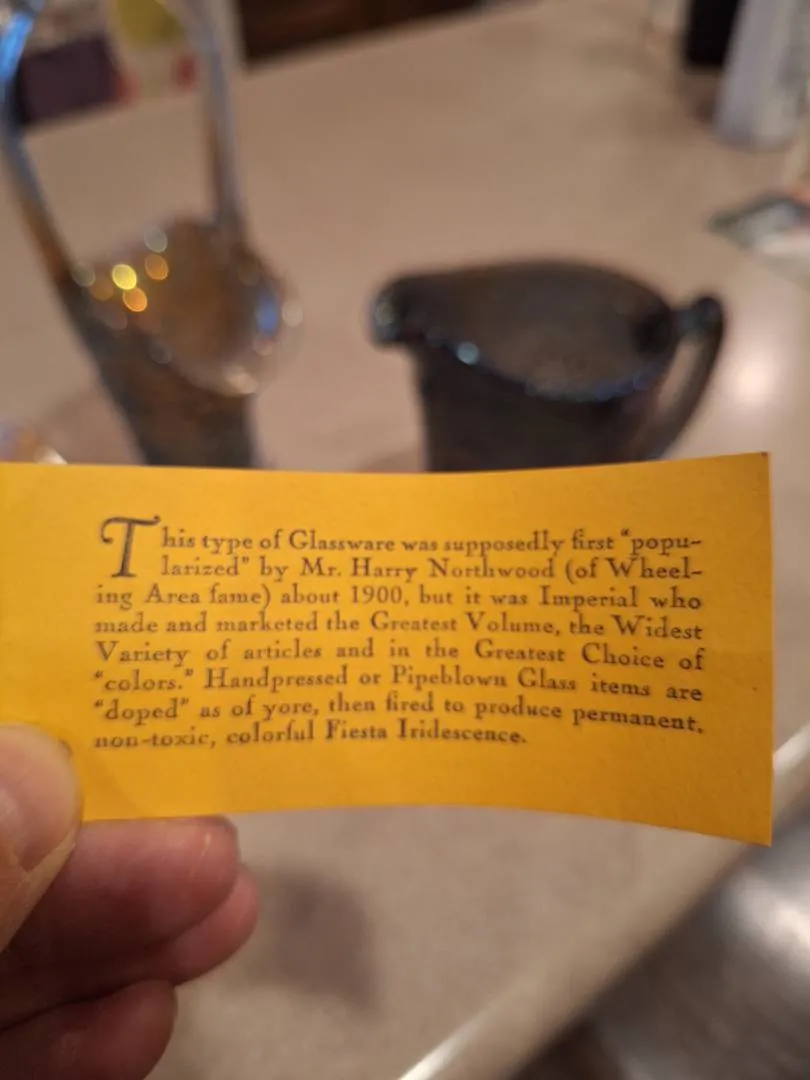 This type of Glassware was supposedly first "popu-
larized" by Mr. Harry Northwood (of Wheel-
ing Area fame) about 1900, but it was Imperial who
made and marketed the Greatest Volume, the Widest
Variety of articles and in the Greatest Choice of
"colors." Handpressed or Pipeblown Glass items are
"doped" as of yore, then fired to produce permanent,
non-toxic, colorful Fiesta Iridescence.